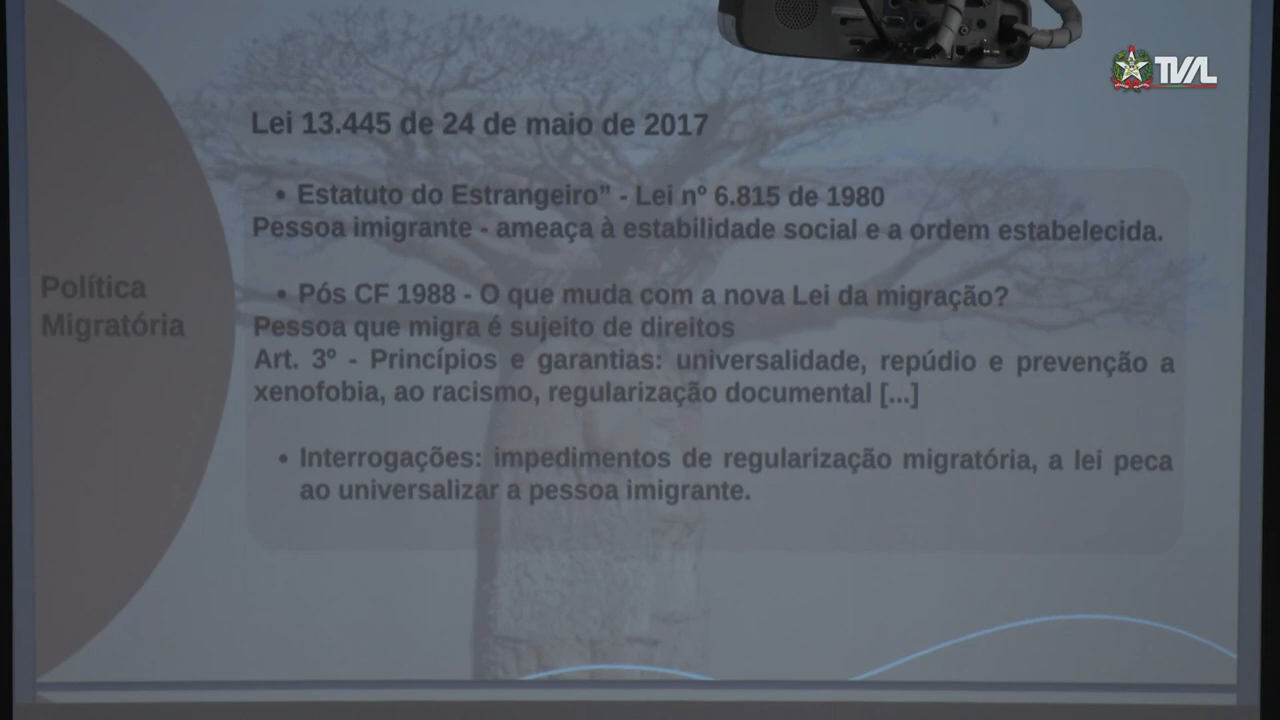 TVAL
Lei 13.445 de 24 de maio de 2017
• Estatuto do Estrangeiro” - Lei nº 6.815 de 1980
Pessoa imigrante - ameaça à estabilidade social e a ordem estabelecida.
Política
Migratória
• Pós CF 1988 - O que muda com a nova Lei da migração?
Pessoa que migra é sujeito de direitos
Art. 3º - Princípios e garantias: universalidade, repúdio e prevenção a
xenofobia, ao racismo, regularização documental [...]
• Interrogações: impedimentos de regularização migratória, a lei peca
ao universalizar a pessoa imigrante.